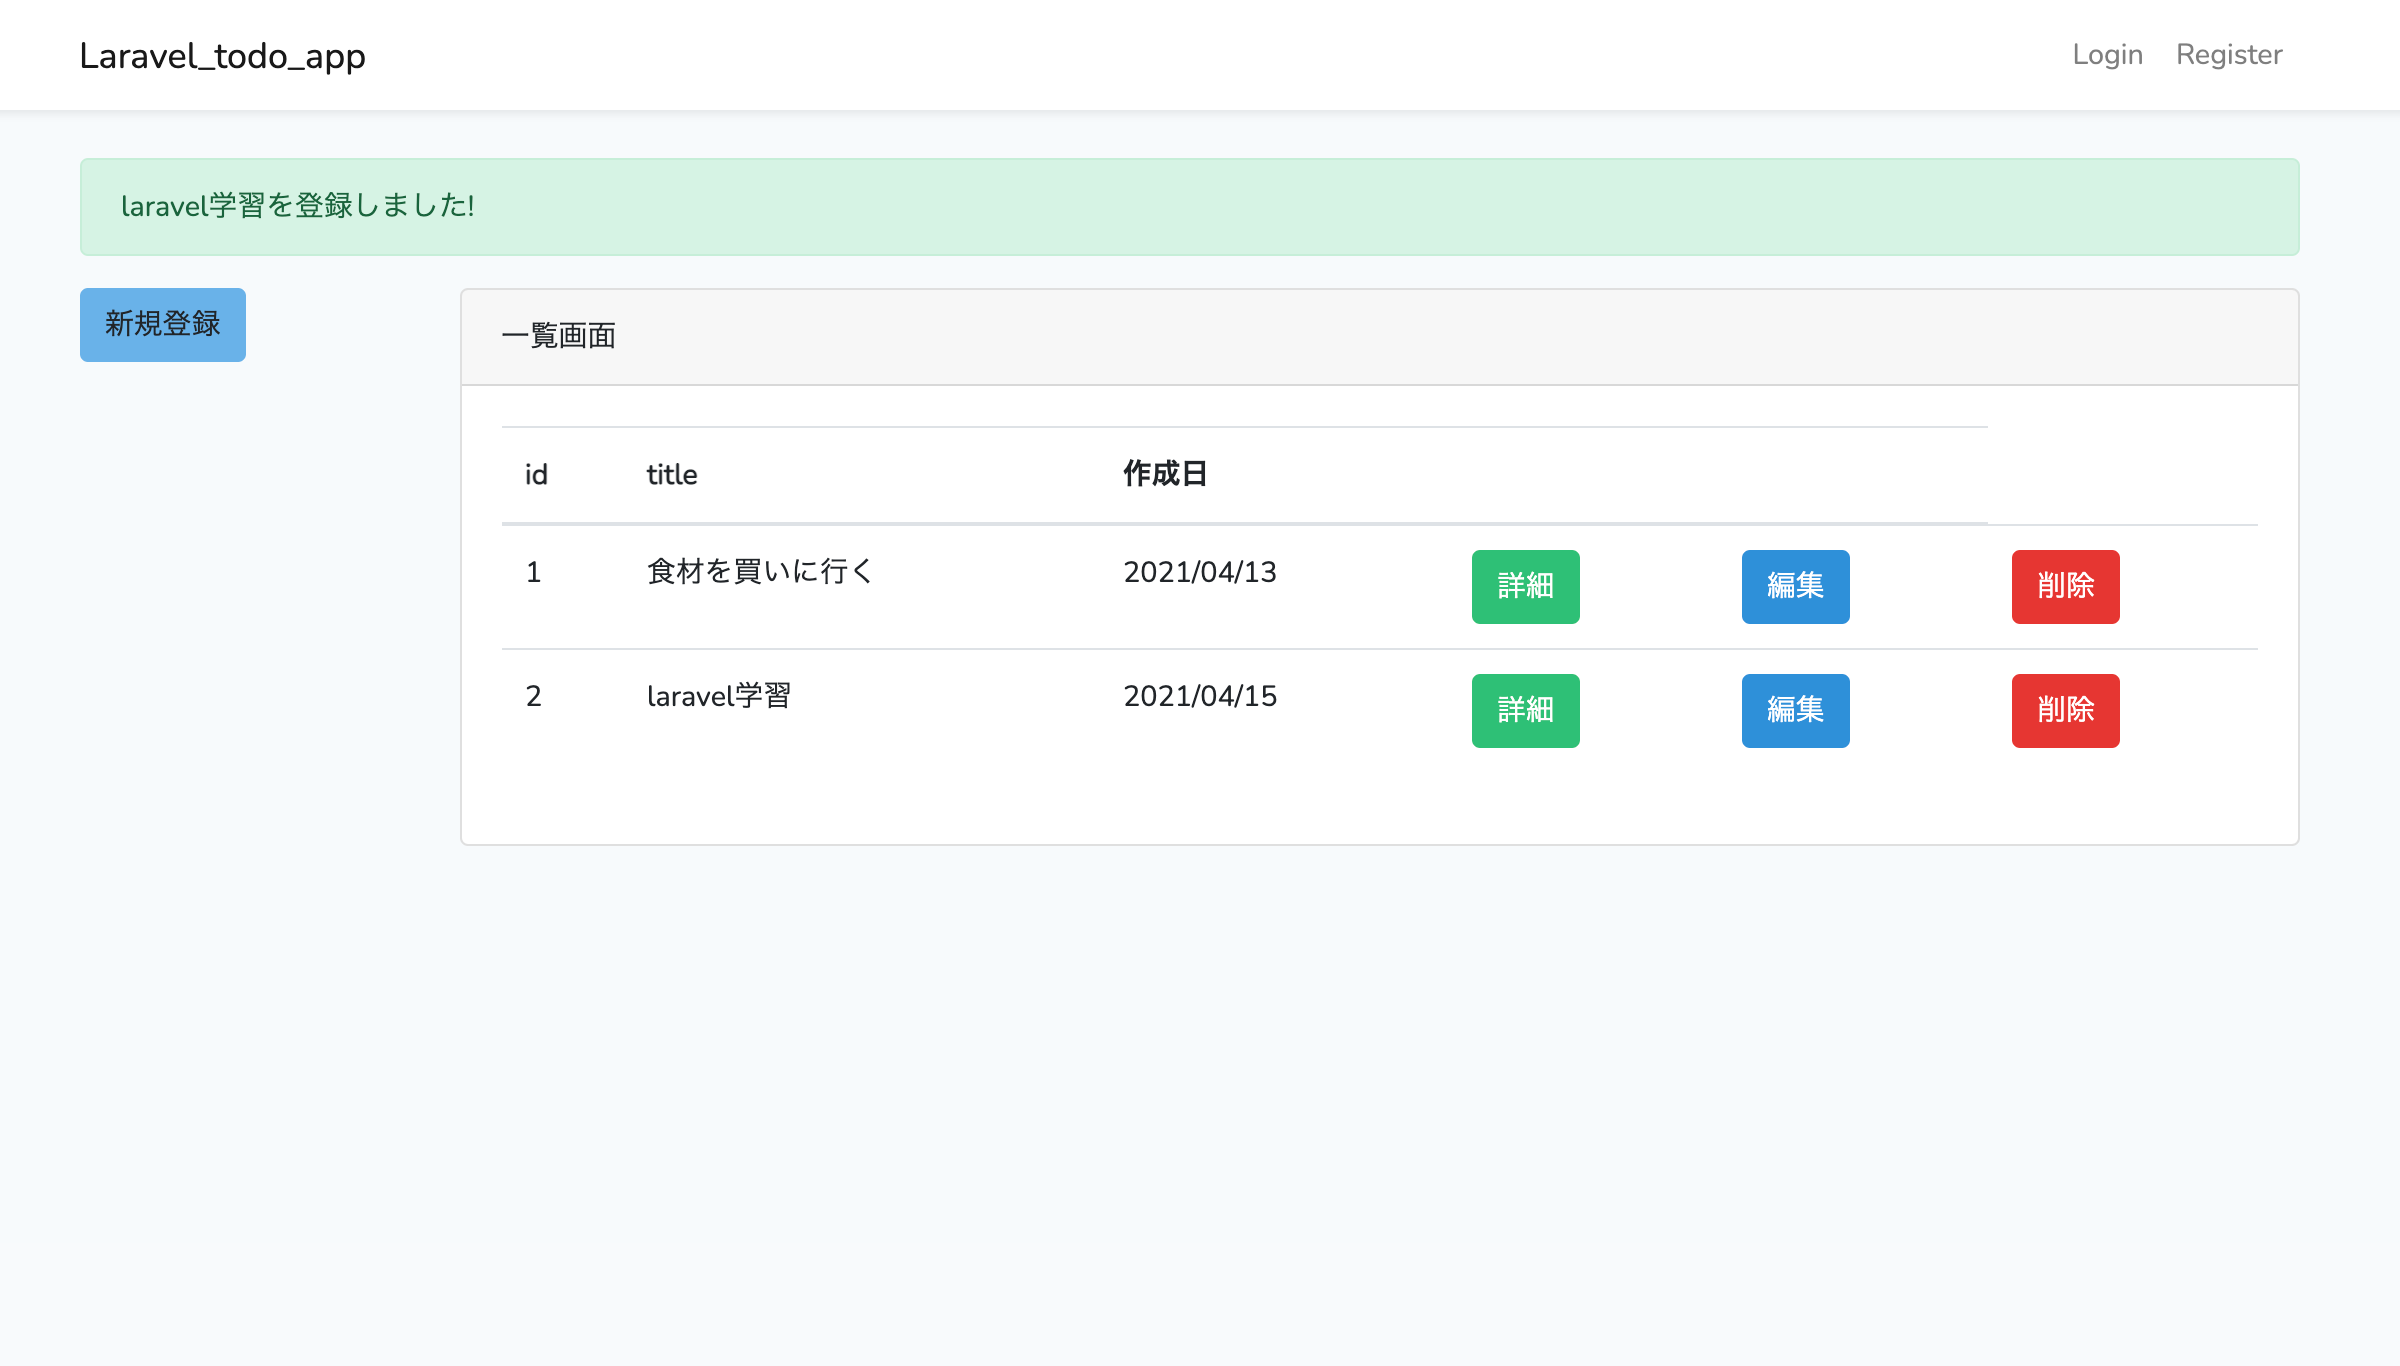 Laravel_todo_app Login Register
laravel学習を登録しました!
新規登録
一覧画面
id title 作成日
1 食材を買いに行く 2021/04/13 詳細 編集 削除
2 laravel学習 2021/04/15 詳細 編集 削除